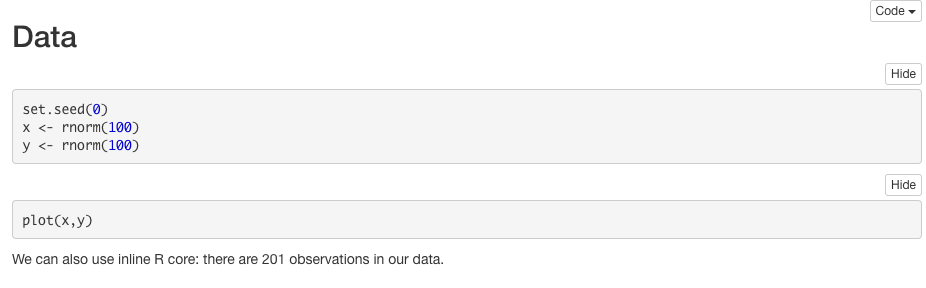 Code
Data
Hide
set.seed(0)
x <- rnorm(100)
y <- rnorm(100)
Hide
plot(x,y)
We can also use inline R core: there are 201 observations in our data.